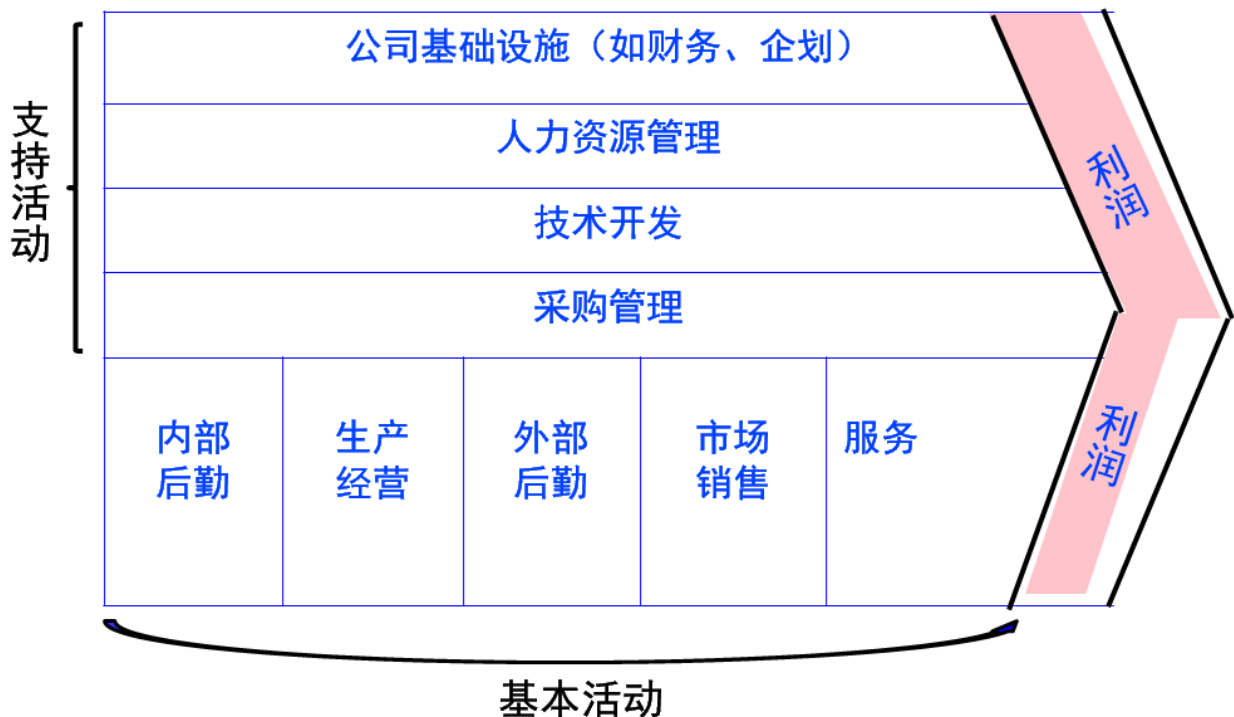 公司基础设施（如财务、企划）
人力资源管理
技术开发
采购管理
支持活动
利润
内部
后勤
生产
经营
外部
后勤
市场
销售
服务
利润
基本活动